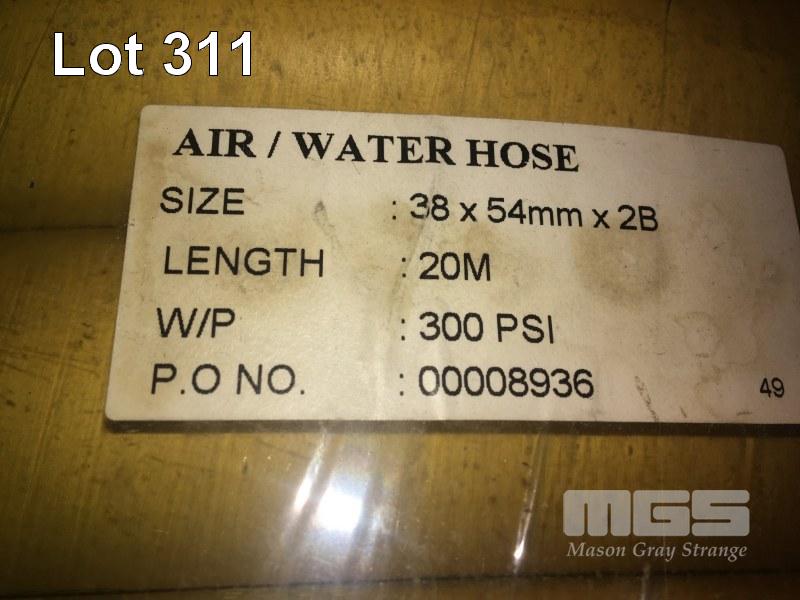 Lot 311
AIR / WATER HOSE
SIZE : 38 x 54mm x 2B
LENGTH : 20M
W/P : 300 PSI
P.O NO. : 00008936
49
MGS
Mason Gray Strange